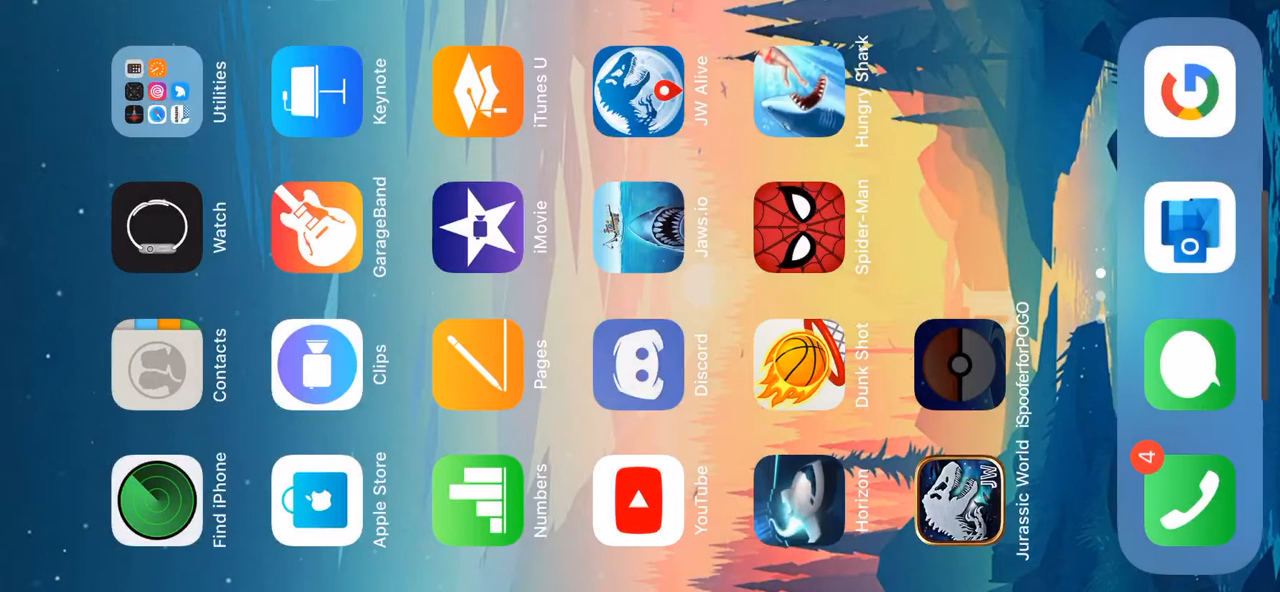 Find iPhone
Contacts
Watch
Utilities
Apple Store
Clips
GarageBand
Keynote
Numbers
Pages
iMovie
iTunes U
YouTube
Discord
Jaws.io
JW Alive
Horizon
Dunk Shot
Spider-Man
Hungry Shark
JW
Jurassic World
iSpooferforPOGO
4